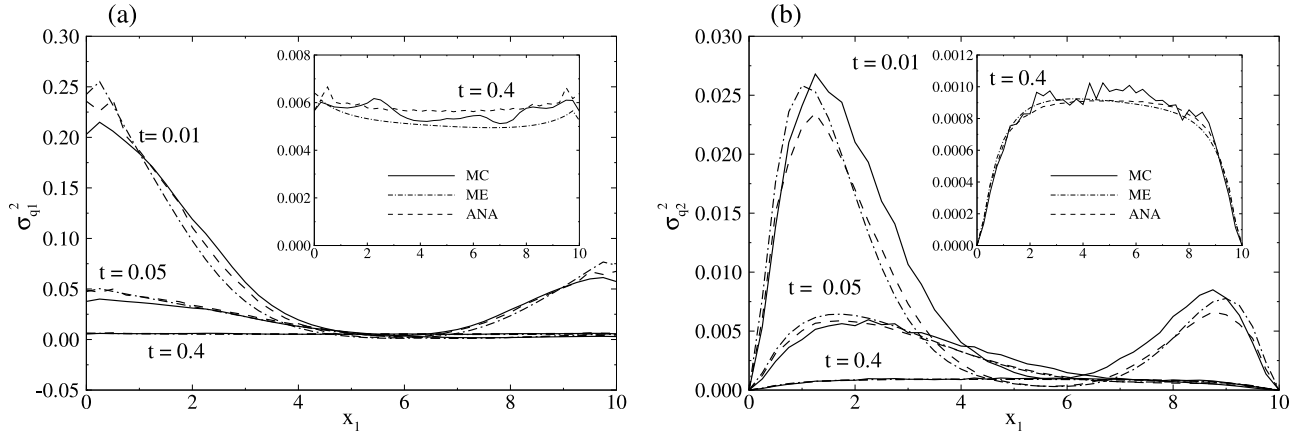 (a)
0.30
0.25
0.20
0.15
0.10
0.05
0.00
-0.05
σ²q1
0 2 4 6 8 10
x1
t = 0.01
t = 0.05
t = 0.4
0.008
0.006
0.004
0.002
0.000
0 2 4 6 8 10
t = 0.4
MC
ME
ANA
(b)
0.030
0.025
0.020
0.015
0.010
0.005
0.000
σ²q2
0 2 4 6 8 10
x1
t = 0.01
t = 0.05
t = 0.4
0.0012
0.0010
0.0008
0.0006
0.0004
0.0002
0.0000
0 2 4 6 8 10
t = 0.4
MC
ME
ANA